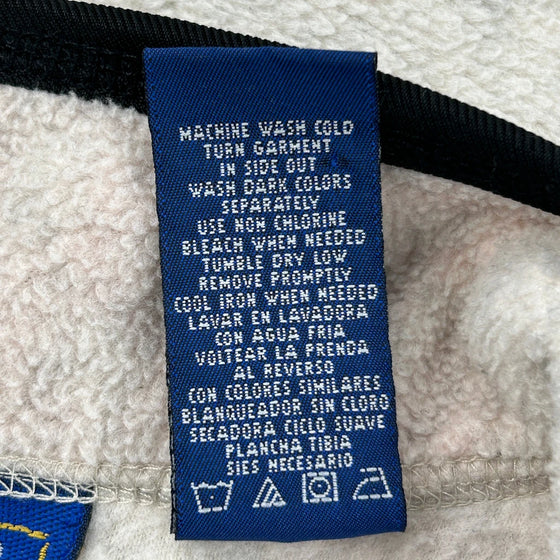 MACHINE WASH COLD
TURN GARMENT
IN SIDE OUT
WASH DARK COLORS
SEPARATELY
USE NON CHLORINE
BLEACH WHEN NEEDED
TUMBLE DRY LOW
REMOVE PROMPTLY
COOL IRON WHEN NEEDED
LAVAR EN LAVADORA
CON AGUA FRIA
VOLTEAR LA PRENDA
AL REVERSO
CON COLORES SIMILARES
BLANQUEADOR SIN CLORO
SECADORA CICLO SUAVE
PLANCHA TIBIA
SIES NECESARIO